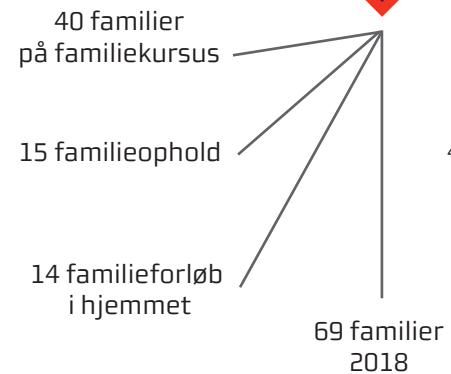 40 familier
på familiekursus
15 familieophold
14 familieforløb
i hjemmet
69 familier
2018